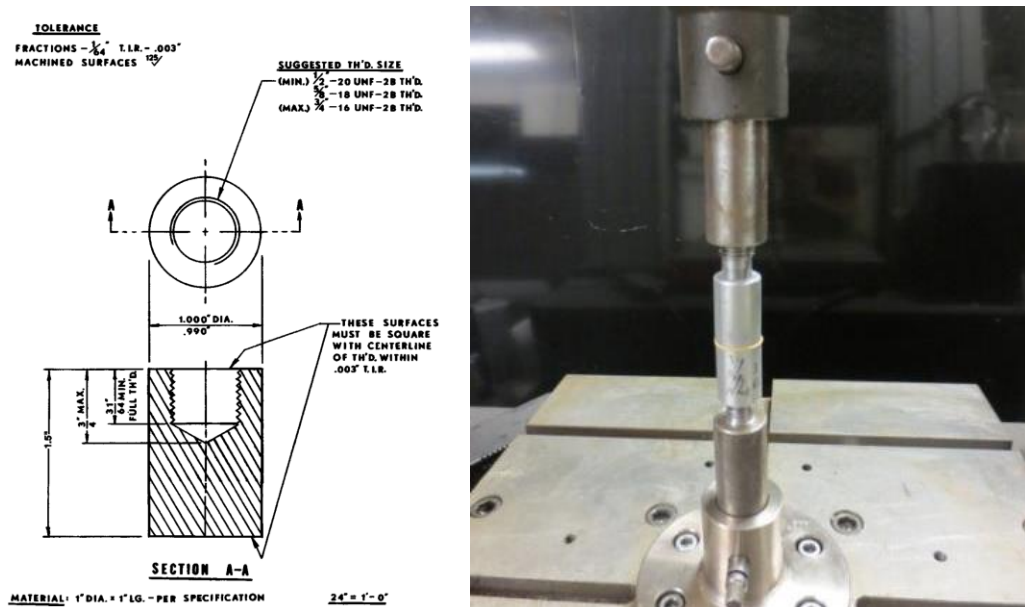 TOLERANCE
FRACTIONS - 1/64" T.I.R. - .003"
MACHINED SURFACES 125/
SUGGESTED TH'D. SIZE
(MIN.) 1/2" -20 UNF-2B TH'D.
5/8" -18 UNF-2B TH'D.
(MAX.) 3/4" -16 UNF-2B TH'D.
A A
1.000" DIA.
.990"
THESE SURFACES
MUST BE SQUARE
WITH CENTERLINE
OF TH'D. WITHIN
.003" T.I.R.
1.5"
3" MAX.
4
31"
64 MIN.
FULL TH'D.
SECTION A-A
MATERIAL: 1" DIA. x 1" LG. - PER SPECIFICATION
24" = 1'-0"